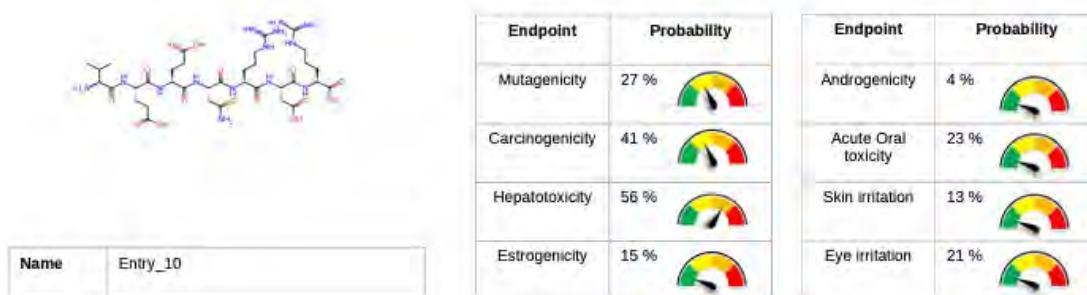 Endpoint Probability
Mutagenicity 27 %
Carcinogenicity 41 %
Hepatotoxicity 56 %
Estrogenicity 15 %
Endpoint Probability
Androgenicity 4 %
Acute Oral
toxicity 23 %
Skin irritation 13 %
Eye irritation 21 %
Name Entry_10